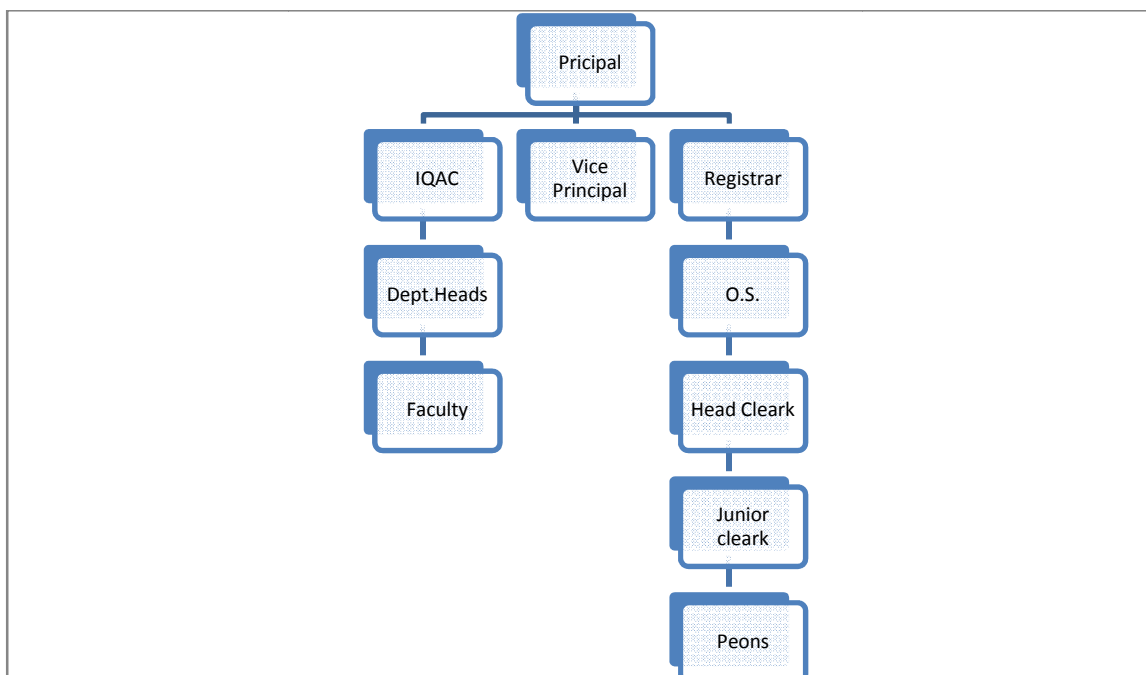 Pricipal
IQAC
Vice
Principal
Registrar
Dept.Heads
O.S.
Faculty
Head Cleark
Junior
cleark
Peons